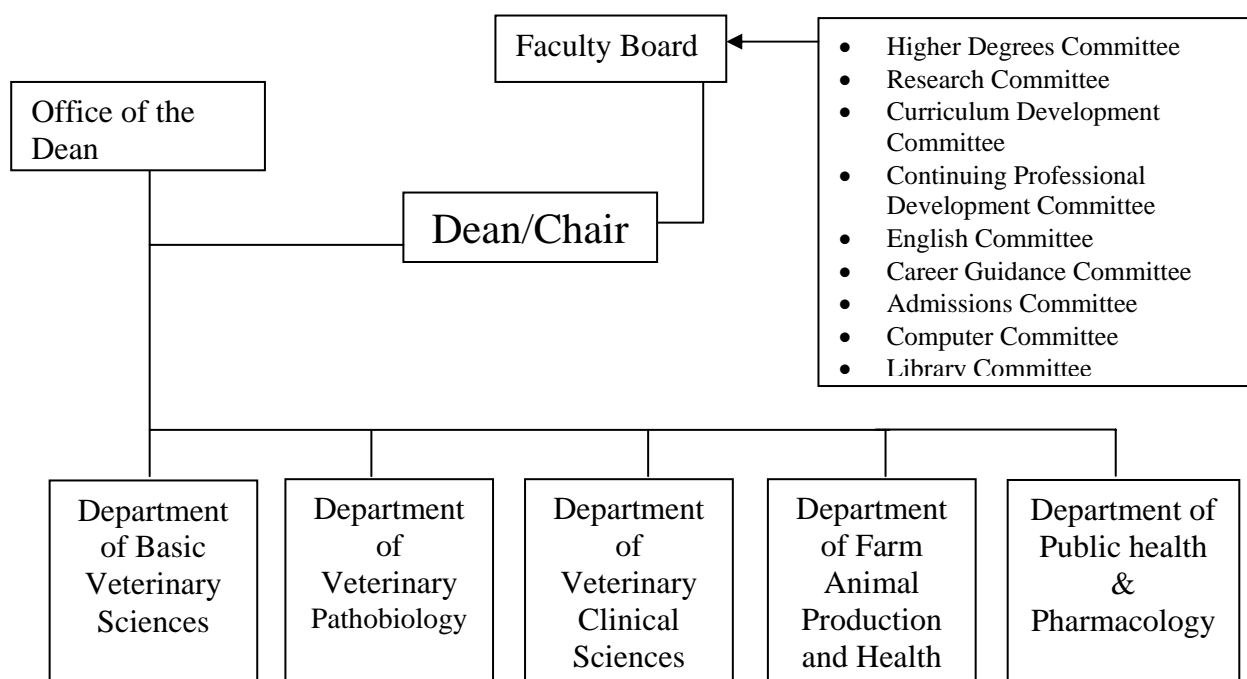 Faculty Board
• Higher Degrees Committee
• Research Committee
• Curriculum Development
Committee
• Continuing Professional
Development Committee
• English Committee
• Career Guidance Committee
• Admissions Committee
• Computer Committee
• Library Committee
Office of the
Dean
Dean/Chair
Department
of Basic
Veterinary
Sciences
Department
of
Veterinary
Pathobiology
Department
of
Veterinary
Clinical
Sciences
Department
of Farm
Animal
Production
and Health
Department of
Public health
&
Pharmacology